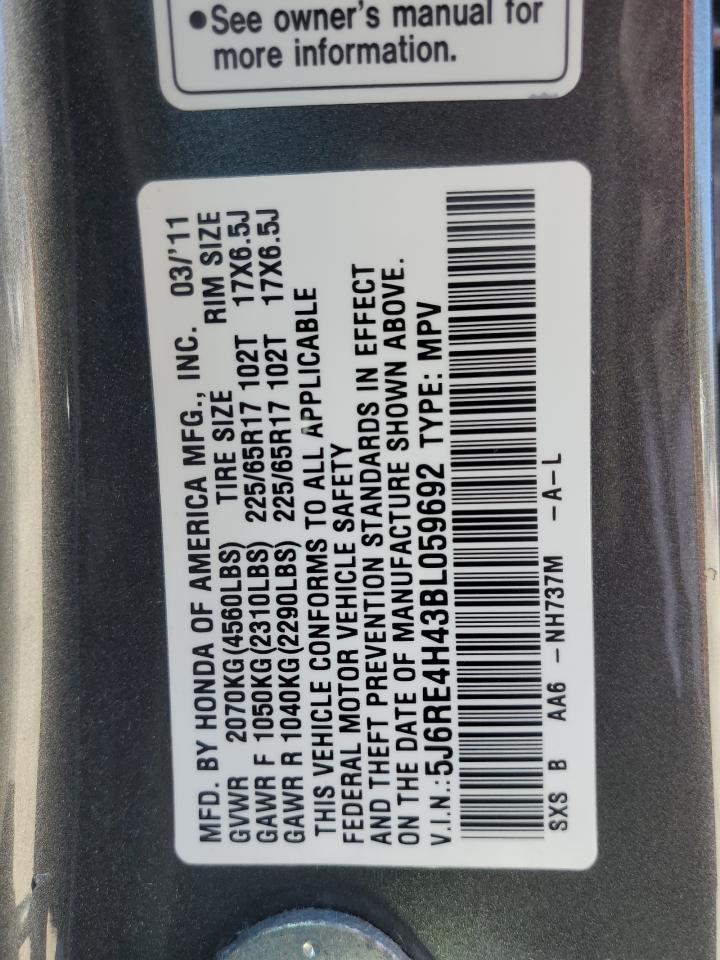 ●See owner's manual for
more information.
MFD. BY HONDA OF AMERICA MFG., INC. 03/'11
GVWR 2070KG(4560LBS) TIRE SIZE RIM SIZE
GAWR F 1050KG(2310LBS) 225/65R17 102T 17X6.5J
GAWR R 1040KG(2290LBS) 225/65R17 102T 17X6.5J
THIS VEHICLE CONFORMS TO ALL APPLICABLE
FEDERAL MOTOR VEHICLE SAFETY
AND THEFT PREVENTION STANDARDS IN EFFECT
ON THE DATE OF MANUFACTURE SHOWN ABOVE.
V.I.N.:5J6RE4H43BL059692 TYPE: MPV
SXS B AA6 -NH737M -A-L